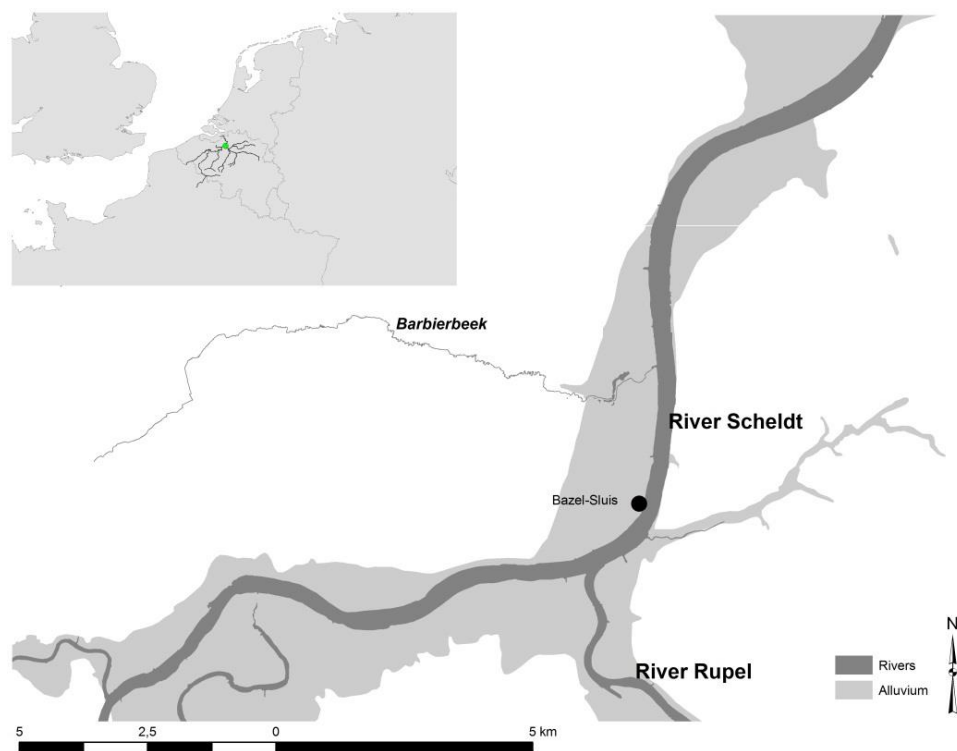 Barbierbeek
River Scheldt
Bazel-Sluis
River Rupel
N
Rivers
Alluvium
5 2,5 0 5 km